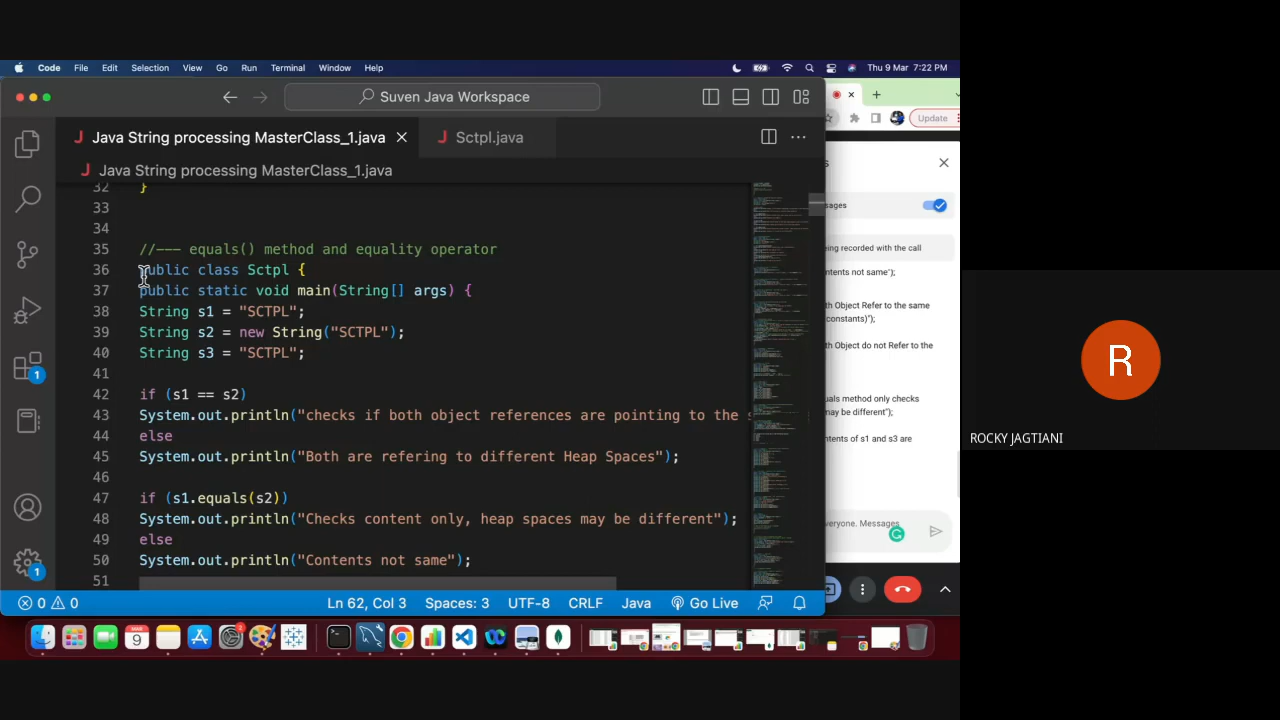 Code File Edit Selection View Go Run Terminal Window Help Thu 9 Mar 7:22 PM
Suven Java Workspace
Update
Java String processing MasterClass_1.java Sctpl.java
Java String processing MasterClass_1.java
32 }
33
35 //--- equals() method and equality operator
36 public class Sctpl {
37 public static void main(String[] args) {
38 String s1 = "SCTPL";
39 String s2 = new String("SCTPL");
40 String s3 = "SCTPL";
41
42 if (s1 == s2)
43 System.out.println("checks if both object references are pointing to the s
44 else
45 System.out.println("Both are refering to different Heap Spaces");
46
47 if (s1.equals(s2))
48 System.out.println("Checks content only, heap spaces may be different");
49 else
50 System.out.println("Contents not same");
51
0 0 Ln 62, Col 3 Spaces: 3 UTF-8 CRLF Java Go Live
1
1
s
sages
eing recorded with the call
ntents not same");
th Object Refer to the same
constants)");
th Object do not Refer to the
uals method only checks
may be different");
ntents of s1 and s3 are
veryone, Messages
R
ROCKY JAGTIANI
MAR
9